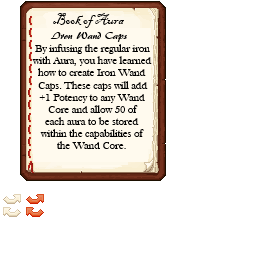 Book of Aura
Iron Wand Caps
By infusing the regular iron
with Aura, you have learned
how to create Iron Wand
Caps. These caps will add
+1 Potency to any Wand
Core and allow 50 of
each aura to be stored
within the capabilities of
the Wand Core.